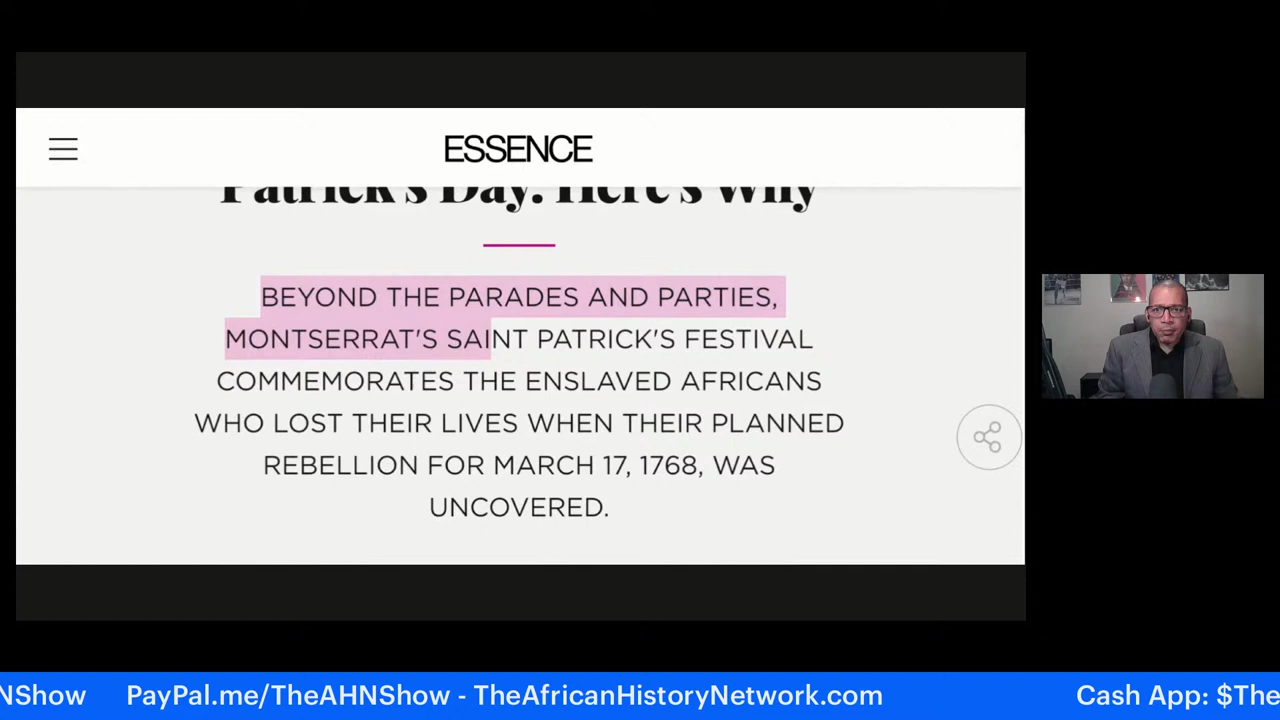 ESSENCE
Patrick's Day. Here's Why
BEYOND THE PARADES AND PARTIES,
MONTSERRAT'S SAINT PATRICK'S FESTIVAL
COMMEMORATES THE ENSLAVED AFRICANS
WHO LOST THEIR LIVES WHEN THEIR PLANNED
REBELLION FOR MARCH 17, 1768, WAS
UNCOVERED.
NShow PayPal.me/TheAHNShow - TheAfricanHistoryNetwork.com Cash App: $The